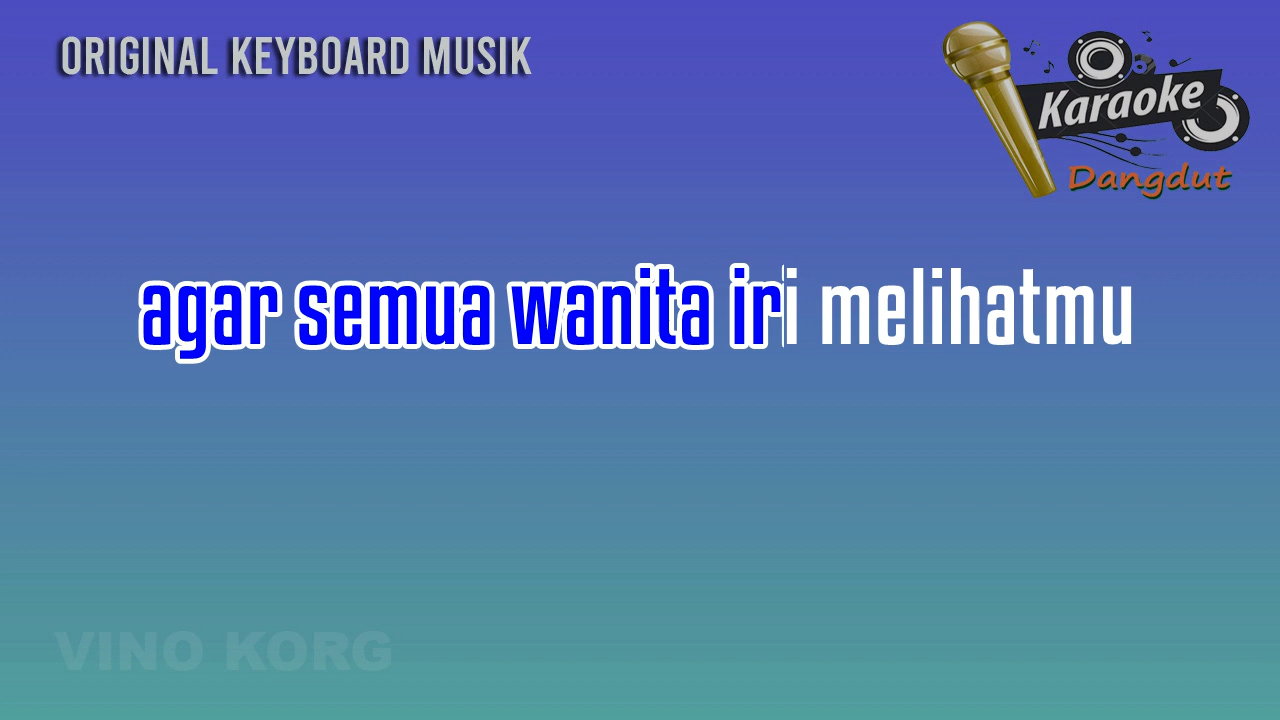 ORIGINAL KEYBOARD MUSIK
Karaoke
Dangdut
agar semua wanita iri melihatmu
VINO KORG